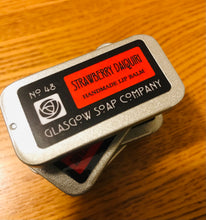 No 48
STRAWBERRY DAIQUIRI
HANDMADE LIP BALM
GLASGOW SOAP COMPANY